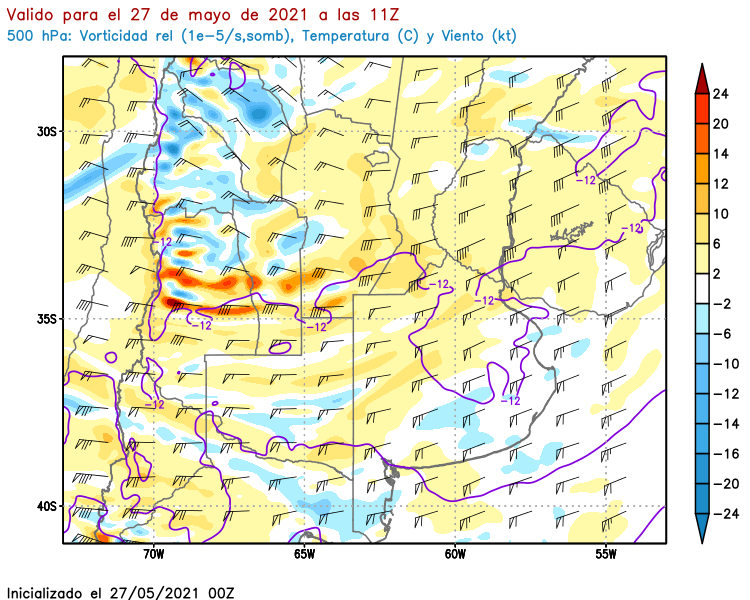 Valido para el 27 de mayo de 2021 a las 11Z
500 hPa: Vorticidad rel (1e-5/s,somb), Temperatura (C) y Viento (kt)
30S
35S
40S
70W
65W
60W
55W
-12
-12
-12
-12
-12
-12
-12
-12
-12
24
20
14
12
10
6
2
-2
-6
-10
-12
-14
-16
-20
-24
Inicializado el 27/05/2021 00Z